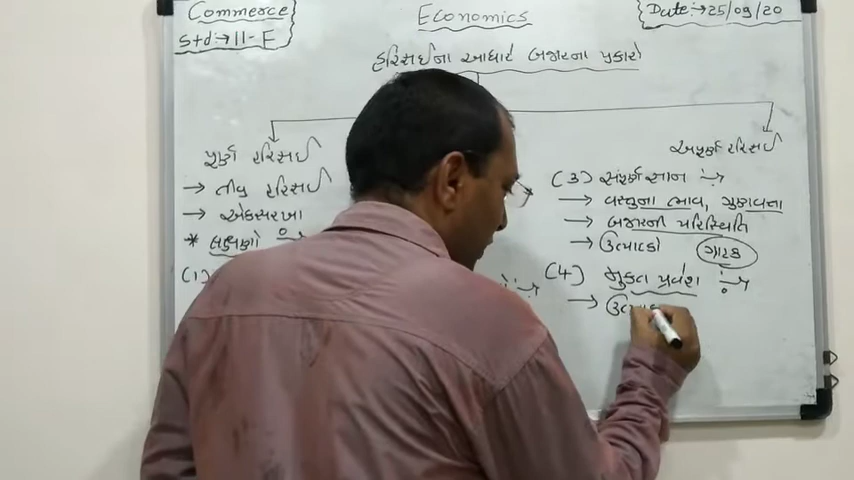 Commerce
Std:→ 11-F
Economics
Date:→ 25/09/20
હરિફાઈના આધારે બજારના પ્રકારો
પૂર્ણ હરિફાઈ
→ તીવ્ર હરિફાઈ
→ એકસરખા
* લક્ષણો :→
(1)
અપૂર્ણ હરિફાઈ
(3) સંપૂર્ણ જ્ઞાન :→
→ વસ્તુના ભાવ, ગુણવત્તા
→ બજારની પરિસ્થિતિ
→ ઉત્પાદકો ગ્રાહક
(4) મુક્ત પ્રવેશ :→
→